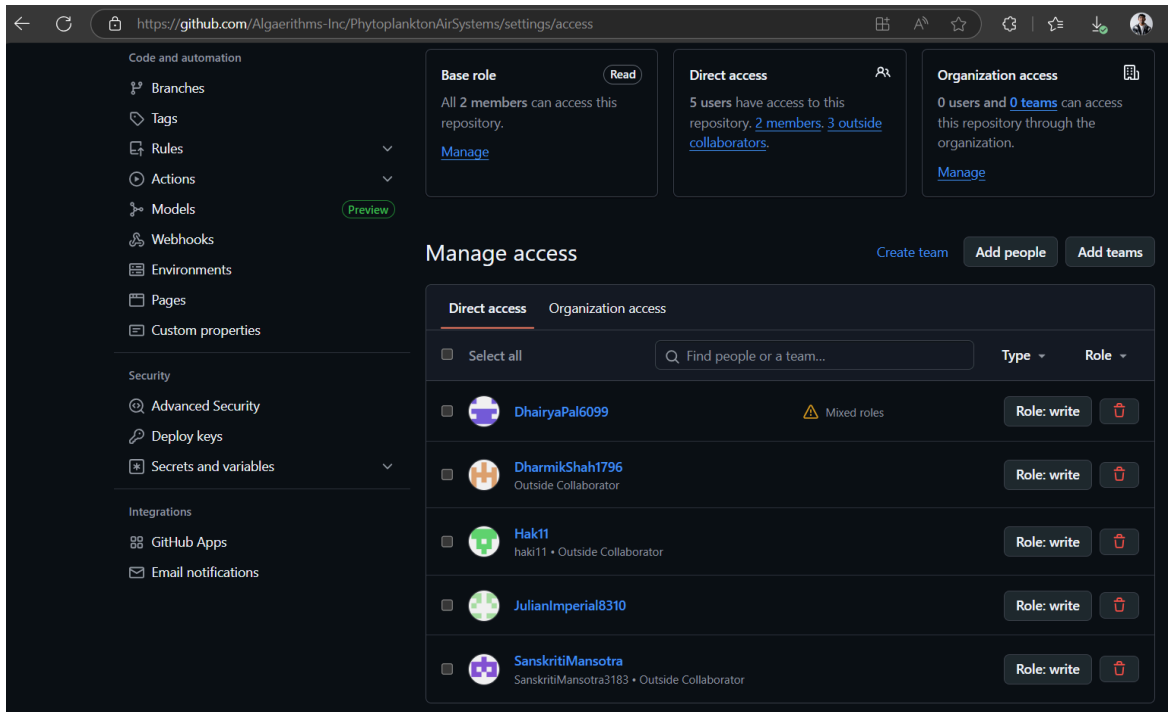 https://github.com/Algaerithms-Inc/PhytoplanktonAirSystems/settings/access
Code and automation
Branches
Tags
Rules
Actions
Models Preview
Webhooks
Environments
Pages
Custom properties
Security
Advanced Security
Deploy keys
Secrets and variables
Integrations
GitHub Apps
Email notifications
Base role Read
All 2 members can access this
repository.
Manage
Direct access
5 users have access to this
repository. 2 members. 3 outside
collaborators.
Organization access
0 users and 0 teams can access
this repository through the
organization.
Manage
Manage access Create team Add people Add teams
Direct access Organization access
Select all Find people or a team... Type Role
DhairyaPal6099 Mixed roles Role: write
DharmikShah1796
Outside Collaborator
Role: write
Hak11
haki11 • Outside Collaborator
Role: write
JulianImperial8310 Role: write
SanskritiMansotra
SanskritiMansotra3183 • Outside Collaborator
Role: write